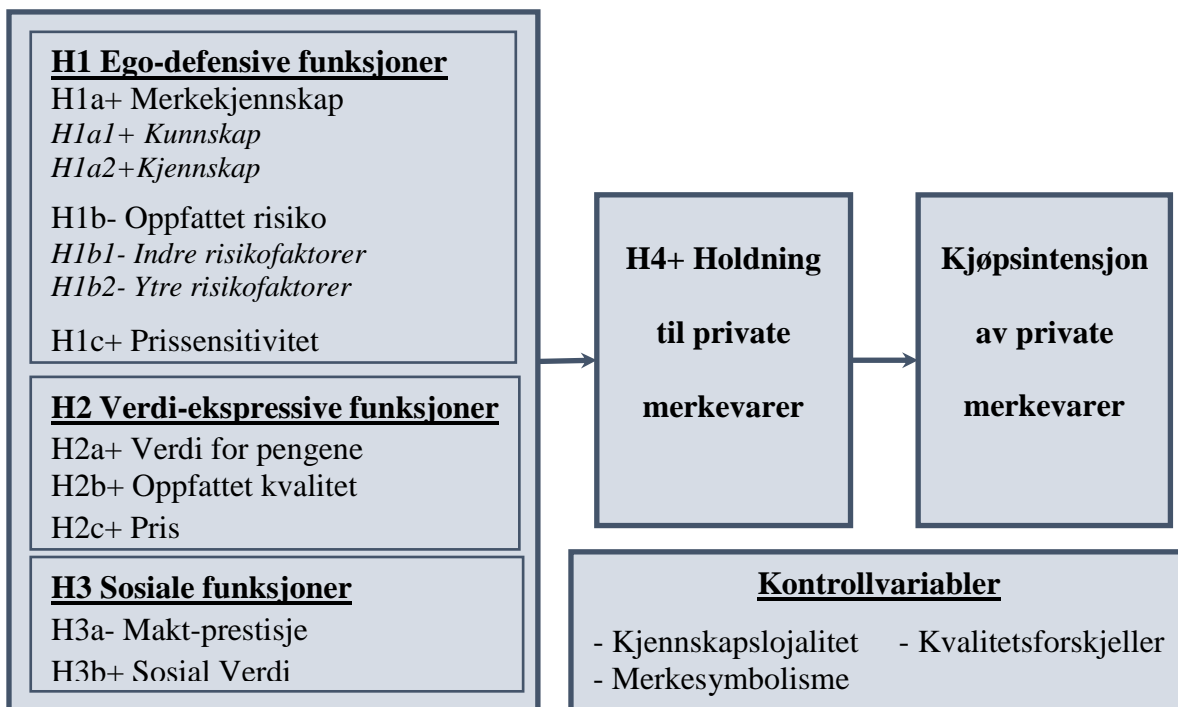 H1 Ego-defensive funksjoner
H1a+ Merkekjennskap
H1a1+ Kunnskap
H1a2+Kjennskap
H1b- Oppfattet risiko
H1b1- Indre risikofaktorer
H1b2- Ytre risikofaktorer
H1c+ Prissensitivitet
H2 Verdi-ekspressive funksjoner
H2a+ Verdi for pengene
H2b+ Oppfattet kvalitet
H2c+ Pris
H3 Sosiale funksjoner
H3a- Makt-prestisje
H3b+ Sosial Verdi
H4+ Holdning
til private
merkevarer
Kjøpsintensjon
av private
merkevarer
Kontrollvariabler
- Kjennskapslojalitet - Kvalitetsforskjeller
- Merkesymbolisme